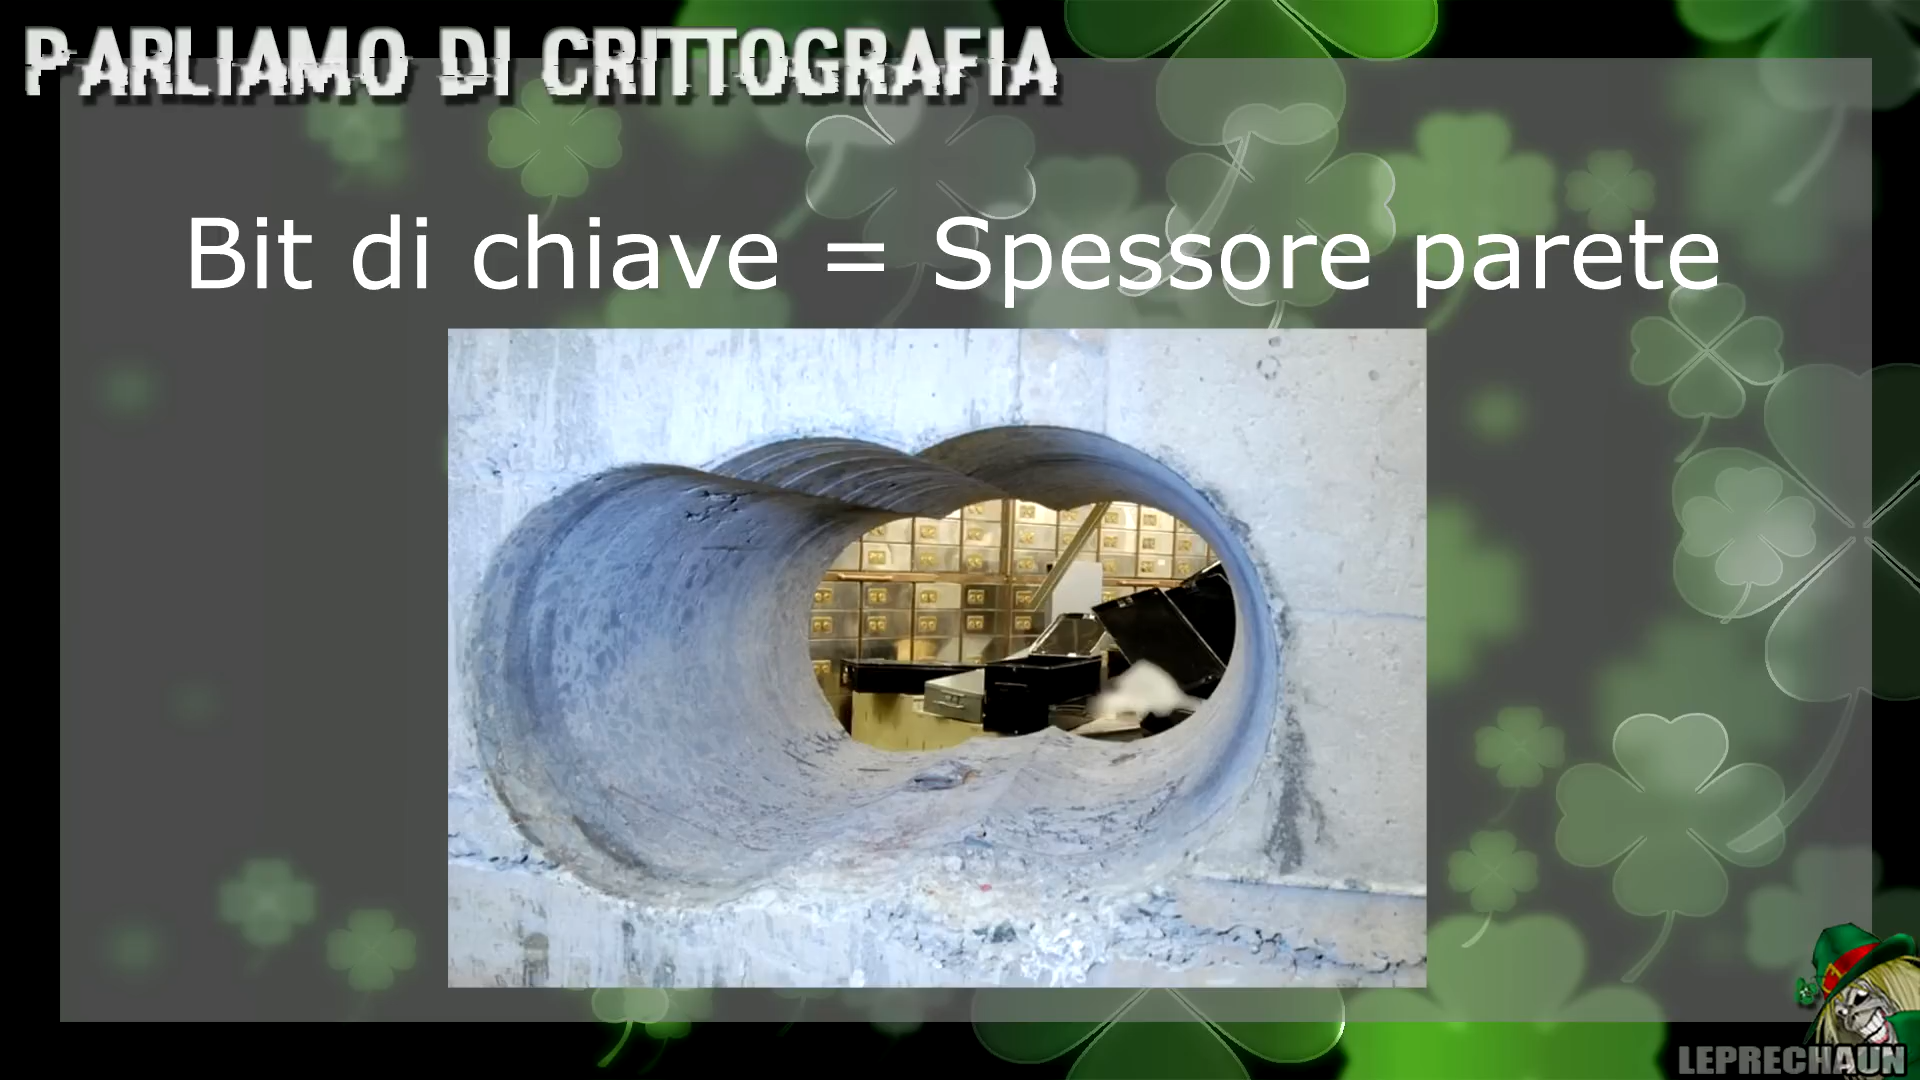 PARLIAMO DI CRITTOGRAFIA
Bit di chiave = Spessore parete
LEPRECHAUN